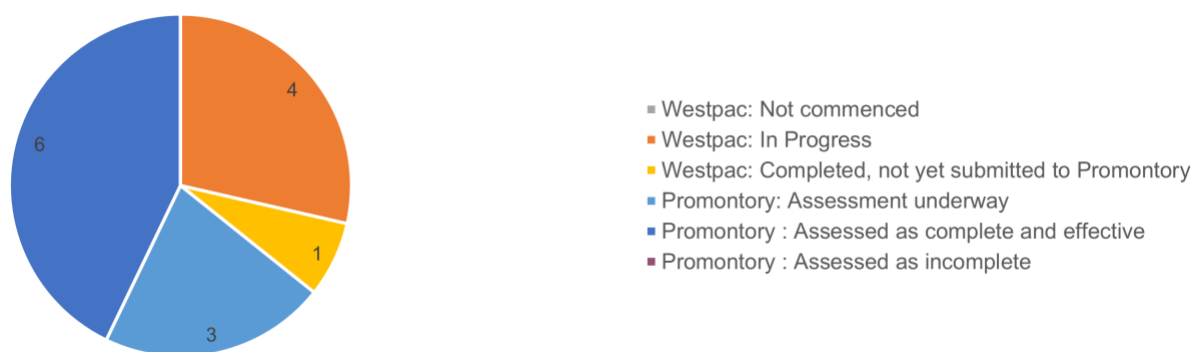 4
6
1
3
Westpac: Not commenced
Westpac: In Progress
Westpac: Completed, not yet submitted to Promontory
Promontory: Assessment underway
Promontory : Assessed as complete and effective
Promontory : Assessed as incomplete